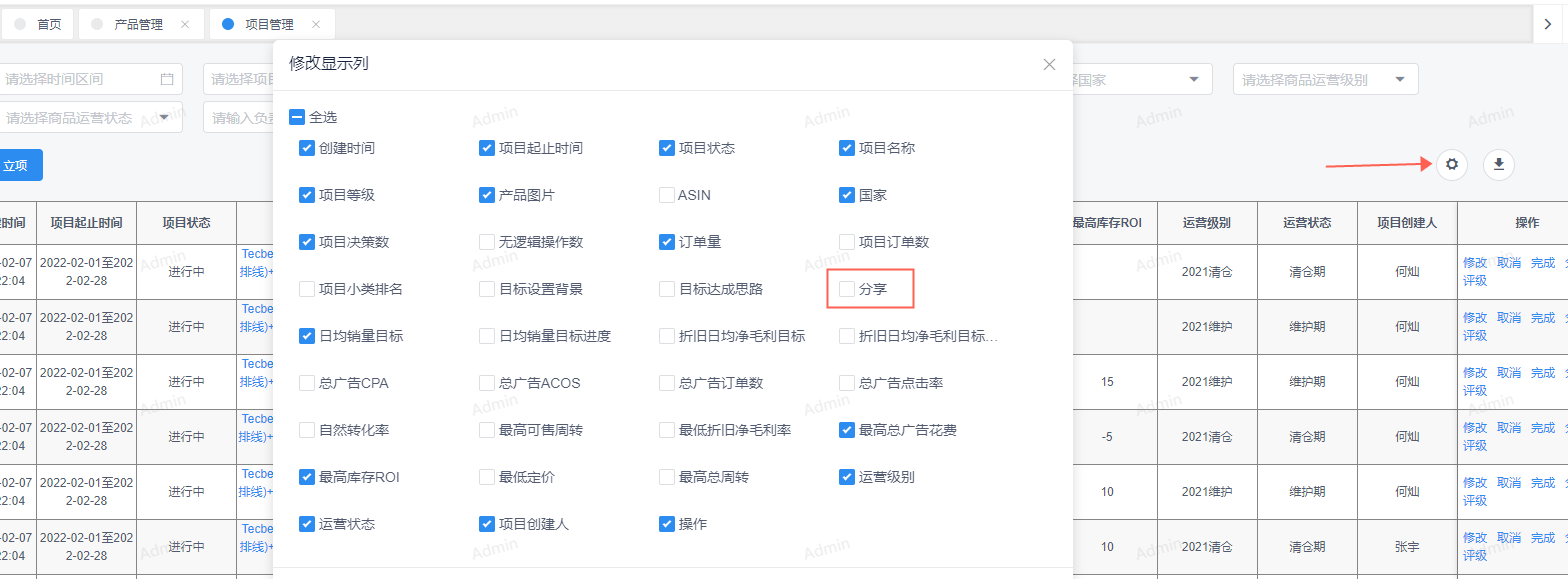 首页 产品管理 项目管理
修改显示列
请选择时间区间
请选择商品运营级别
请选择商品运营状态
立项
全选
创建时间 项目起止时间 项目状态 项目名称
项目等级 产品图片 ASIN 国家
项目决策数 无逻辑操作数 订单量 项目订单数
项目小类排名 目标设置背景 目标达成思路 分享
日均销量目标 日均销量目标进度 折旧日均净毛利目标 折旧日均净毛利目标...
总广告CPA 总广告ACOS 总广告订单数 总广告点击率
自然转化率 最高可售周转 最低折旧净毛利率 最高总广告花费
最高库存ROI 最低定价 最高总周转 运营级别
运营状态 项目创建人 操作
时间 项目起止时间 项目状态 最高库存ROI 运营级别 运营状态 项目创建人 操作
-02-07 2022-02-01至202 进行中 Tecbe 2021清仓 清仓期 何灿 修改 取消 完成
2:04 2-02-28 排线)+ 评级
-02-07 2022-02-01至202 进行中 Tecbe 2021维护 维护期 何灿 修改 取消 完成
2:04 2-02-28 排线)+ 评级
-02-07 2022-02-01至202 进行中 Tecbe 15 2021维护 维护期 何灿 修改 取消 完成
2:04 2-02-28 排线)+ 评级
-02-07 2022-02-01至202 进行中 Tecbe -5 2021清仓 清仓期 何灿 修改 取消 完成
2:04 2-02-28 排线)+ 评级
-02-07 2022-02-01至202 进行中 Tecbe 10 2021维护 维护期 何灿 修改 取消 完成
2:04 2-02-28 排线)+ 评级
-02-07 2022-02-01至202 进行中 Tecbe 10 2021清仓 清仓期 张宇 修改 取消 完成
2:04 2-02-28 排线)+ 评级
Admin